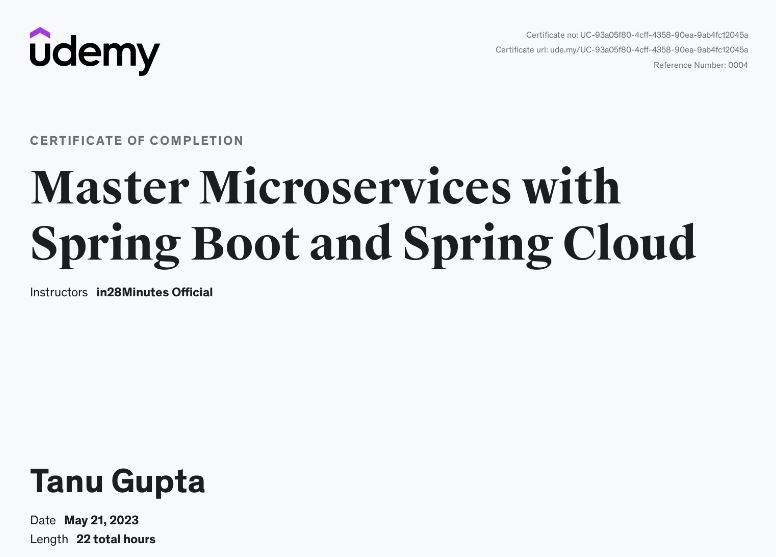 udemy
Certificate no: UC-93a05f80-4cff-4358-90ea-9ab4fc12045a
Certificate url: ude.my/UC-93a05f80-4cff-4358-90ea-9ab4fc12045a
Reference Number: 0004
CERTIFICATE OF COMPLETION
Master Microservices with
Spring Boot and Spring Cloud
Instructors in28Minutes Official
Tanu Gupta
Date May 21, 2023
Length 22 total hours